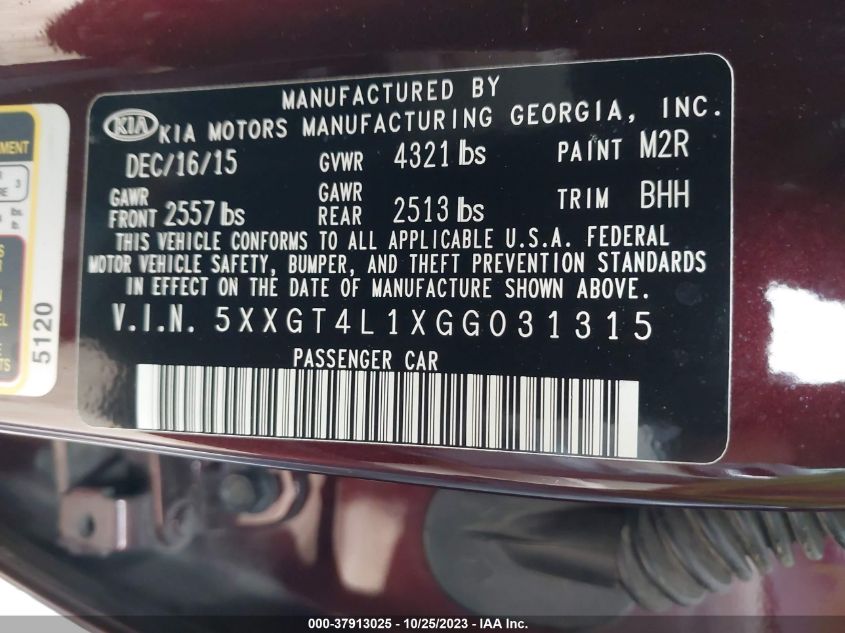 MANUFACTURED BY
KIA KIA MOTORS MANUFACTURING GEORGIA, INC.
DEC/16/15 GVWR 4321 lbs PAINT M2R
GAWR FRONT 2557 lbs GAWR REAR 2513 lbs TRIM BHH
THIS VEHICLE CONFORMS TO ALL APPLICABLE U.S.A. FEDERAL
MOTOR VEHICLE SAFETY, BUMPER, AND THEFT PREVENTION STANDARDS
IN EFFECT ON THE DATE OF MANUFACTURE SHOWN ABOVE.
V.I.N. 5XXGT4L1XGG031315
PASSENGER CAR
5120
000-37913025 - 10/25/2023 - IAA Inc.